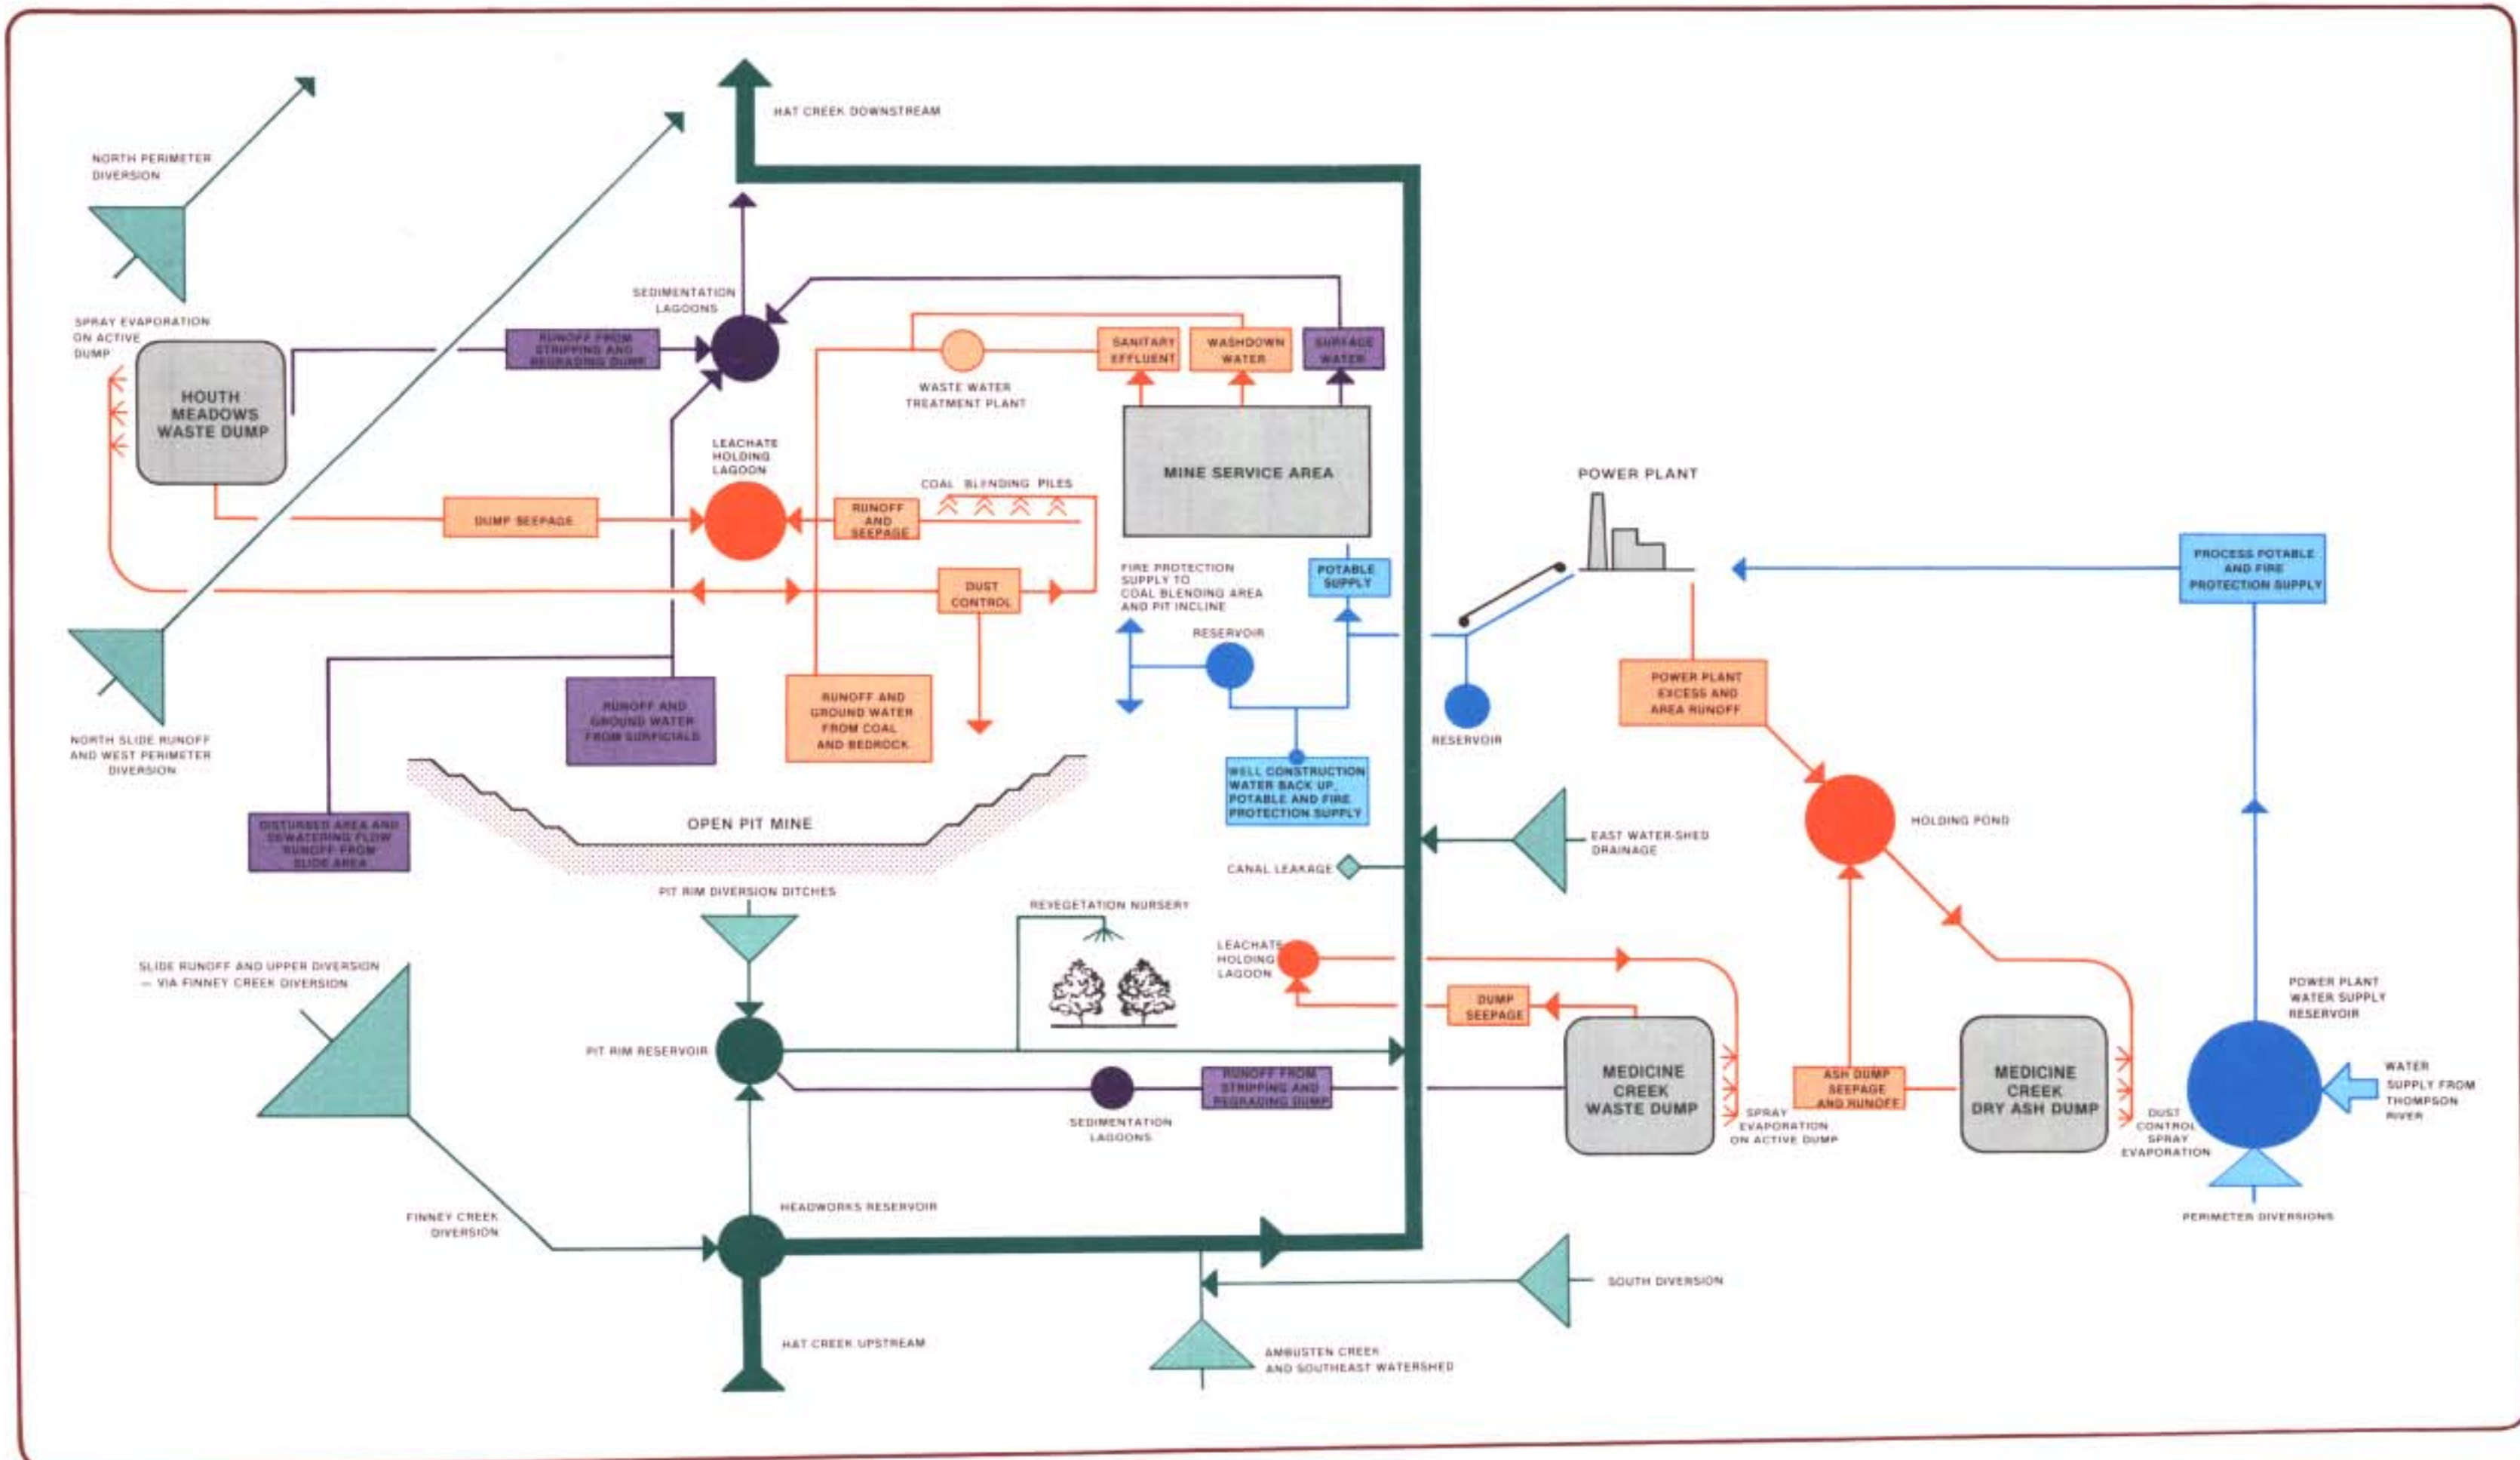 HAT CREEK DOWNSTREAM
NORTH PERIMETER
DIVERSION
SEDIMENTATION
LAGOONS
SPRAY EVAPORATION
ON ACTIVE
DUMP
RUNOFF FROM
STRIPPING AND
REGRADING DUMP
SANITARY
EFFLUENT
WASHDOWN
WATER
SURFACE
WATER
HOUTH
MEADOWS
WASTE DUMP
WASTE WATER
TREATMENT PLANT
LEACHATE
HOLDING
LAGOON
MINE SERVICE AREA
COAL BLENDING PILES
POWER PLANT
DUMP SEEPAGE
RUNOFF
AND
SEEPAGE
PROCESS POTABLE
AND FIRE
PROTECTION SUPPLY
FIRE PROTECTION
SUPPLY TO
COAL BLENDING AREA
AND PIT INCLINE
POTABLE
SUPPLY
DUST
CONTROL
RESERVOIR
POWER PLANT
EXCESS AND
AREA RUNOFF
RUNOFF AND
GROUND WATER
FROM SURFICIALS
RUNOFF AND
GROUND WATER
FROM COAL
AND BEDROCK
RESERVOIR
NORTH SLIDE RUNOFF
AND WEST PERIMETER
DIVERSION
WELL CONSTRUCTION
WATER BACK UP,
POTABLE AND FIRE
PROTECTION SUPPLY
DISTURBED AREA AND
DEWATERING FLOW
RUNOFF FROM
SLIDE AREA
OPEN PIT MINE
HOLDING POND
EAST WATER-SHED
DRAINAGE
CANAL LEAKAGE
PIT RIM DIVERSION DITCHES
REVEGETATION NURSERY
LEACHATE
HOLDING
LAGOON
SLIDE RUNOFF AND UPPER DIVERSION
— VIA FINNEY CREEK DIVERSION
DUMP
SEEPAGE
POWER PLANT
WATER SUPPLY
RESERVOIR
PIT RIM RESERVOIR
RUNOFF FROM
STRIPPING AND
REGRADING DUMP
MEDICINE
CREEK
WASTE DUMP
ASH DUMP
SEEPAGE
AND RUNOFF
MEDICINE
CREEK
DRY ASH DUMP
WATER
SUPPLY FROM
THOMPSON
RIVER
SEDIMENTATION
LAGOONS
SPRAY
EVAPORATION
ON ACTIVE DUMP
DUST
CONTROL
SPRAY
EVAPORATION
HEADWORKS RESERVOIR
FINNEY CREEK
DIVERSION
PERIMETER DIVERSIONS
SOUTH DIVERSION
HAT CREEK UPSTREAM
AMBUSTEN CREEK
AND SOUTHEAST WATERSHED